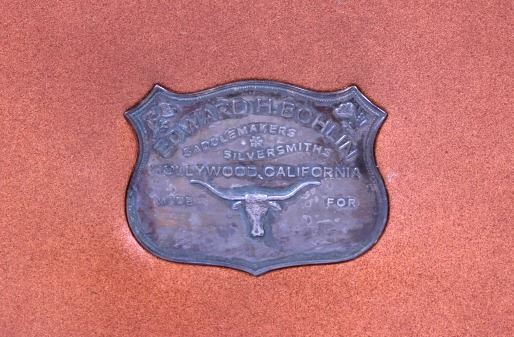 EDWARD H. BOHLIN
SADDLEMAKERS
SILVERSMITHS
HOLLYWOOD, CALIFORNIA
MADE FOR